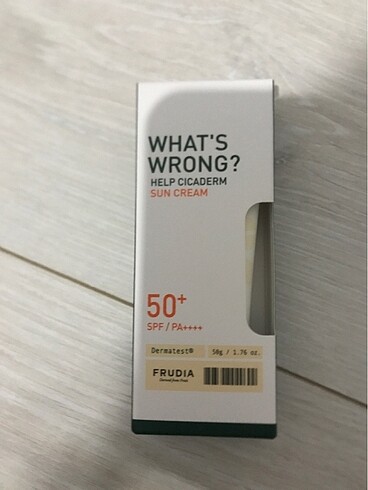 WHAT'S
WRONG?
HELP CICADERM
SUN CREAM
50+
SPF / PA++++
Dermatest® 50g / 1.76 oz.
FRUDIA